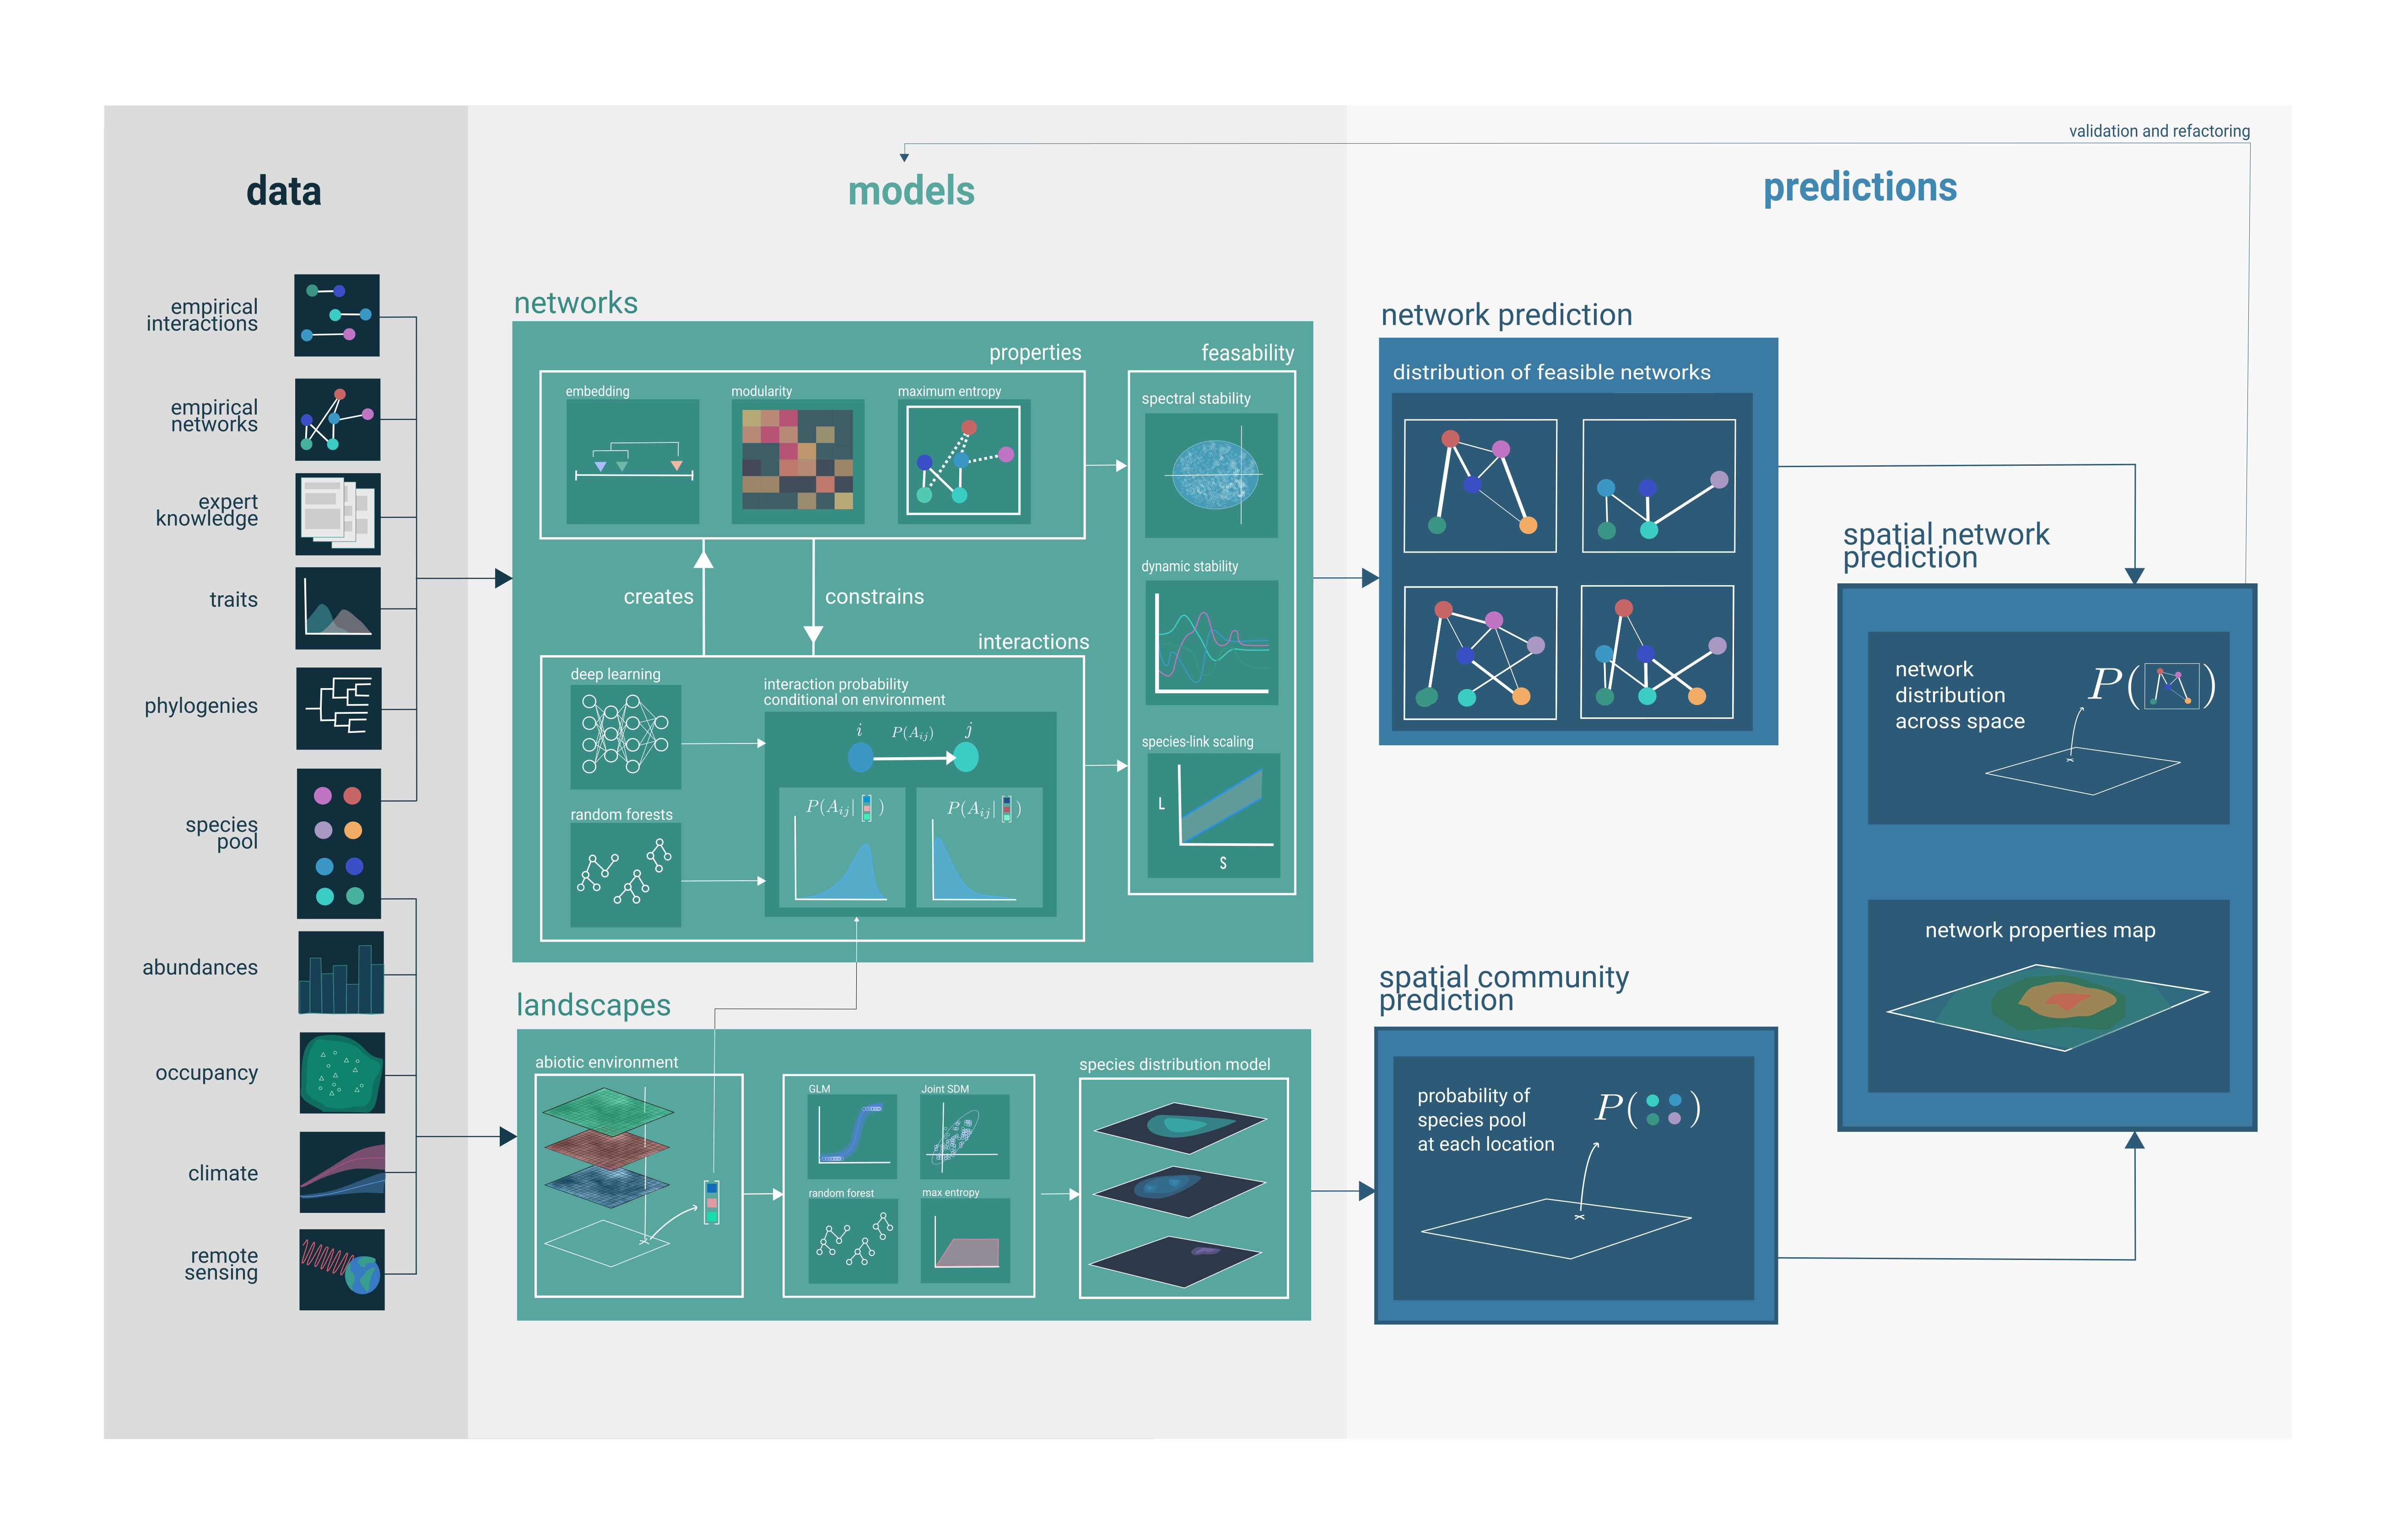 validation and refactoring
data
models
predictions
empirical
interactions
empirical
networks
expert
knowledge
traits
phylogenies
species
pool
abundances
occupancy
climate
remote
sensing
networks
properties
embedding
modularity
maximum entropy
feasability
spectral stability
dynamic stability
species-link scaling
L
S
creates
constrains
interactions
deep learning
random forests
interaction probability
conditional on environment
i
P(A_{ij})
j
P(A_{ij}| )
P(A_{ij}| )
landscapes
abiotic environment
GLM
Joint SDM
random forest
max entropy
species distribution model
network prediction
distribution of feasible networks
spatial community
prediction
probability of
species pool
at each location
P( )
spatial network
prediction
network
distribution
across space
P( )
network properties map